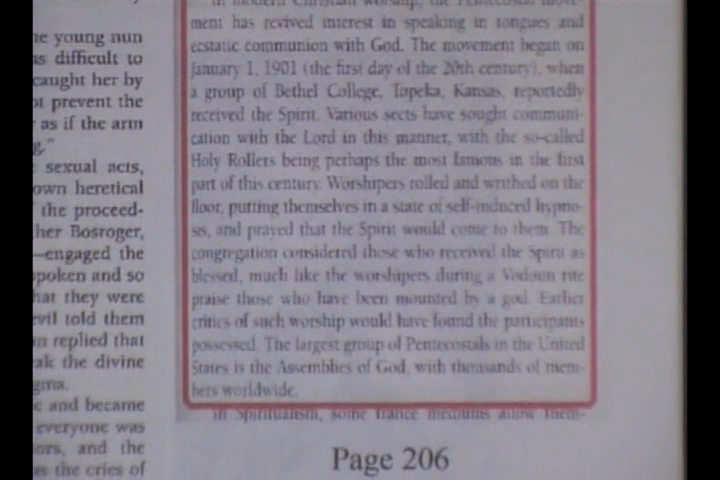 he young nun
as difficult to
caught her by
ot prevent the
as if the arm
g."
sexual acts,
own heretical
the proceed-
her Bosroger,
—engaged the
poken and so
hat they were
evil told them
n replied that
ak the divine
gma.
c and became
everyone was
ors, and the
as the cries of
In modern Christian worship, the Pentecostal move-
ment has revived interest in speaking in tongues and
ecstatic communion with God. The movement began on
January 1, 1901 (the first day of the 20th century), when
a group of Bethel College, Topeka, Kansas, reportedly
received the Spirit. Various sects have sought communi-
cation with the Lord in this manner, with the so-called
Holy Rollers being perhaps the most famous in the first
part of this century. Worshipers rolled and writhed on the
floor, putting themselves in a state of self-induced hypno-
sis, and prayed that the Spirit would come to them. The
congregation considered those who received the Spirit as
blessed, much like the worshipers during a Vodoun rite
praise those who have been mounted by a god. Earlier
critics of such worship would have found the participants
possessed. The largest group of Pentecostals in the United
States is the Assemblies of God, with thousands of mem-
bers worldwide.
In Spiritualism, some trance mediums allow them-
Page 206